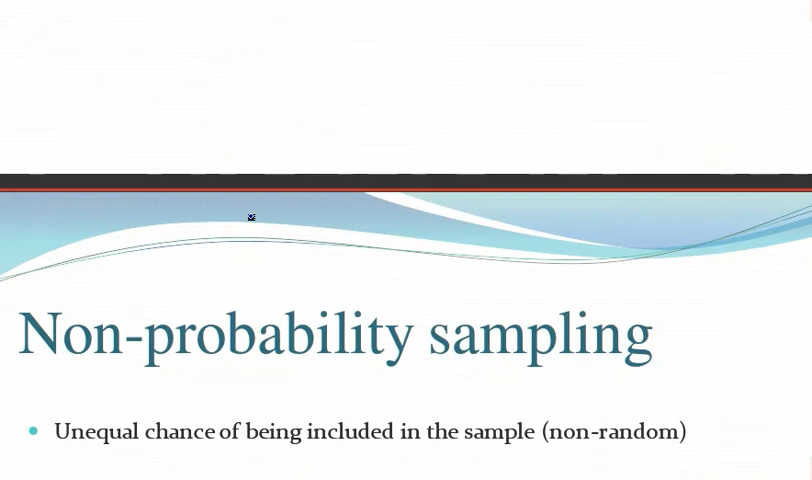 Non-probability sampling
Unequal chance of being included in the sample (non-random)